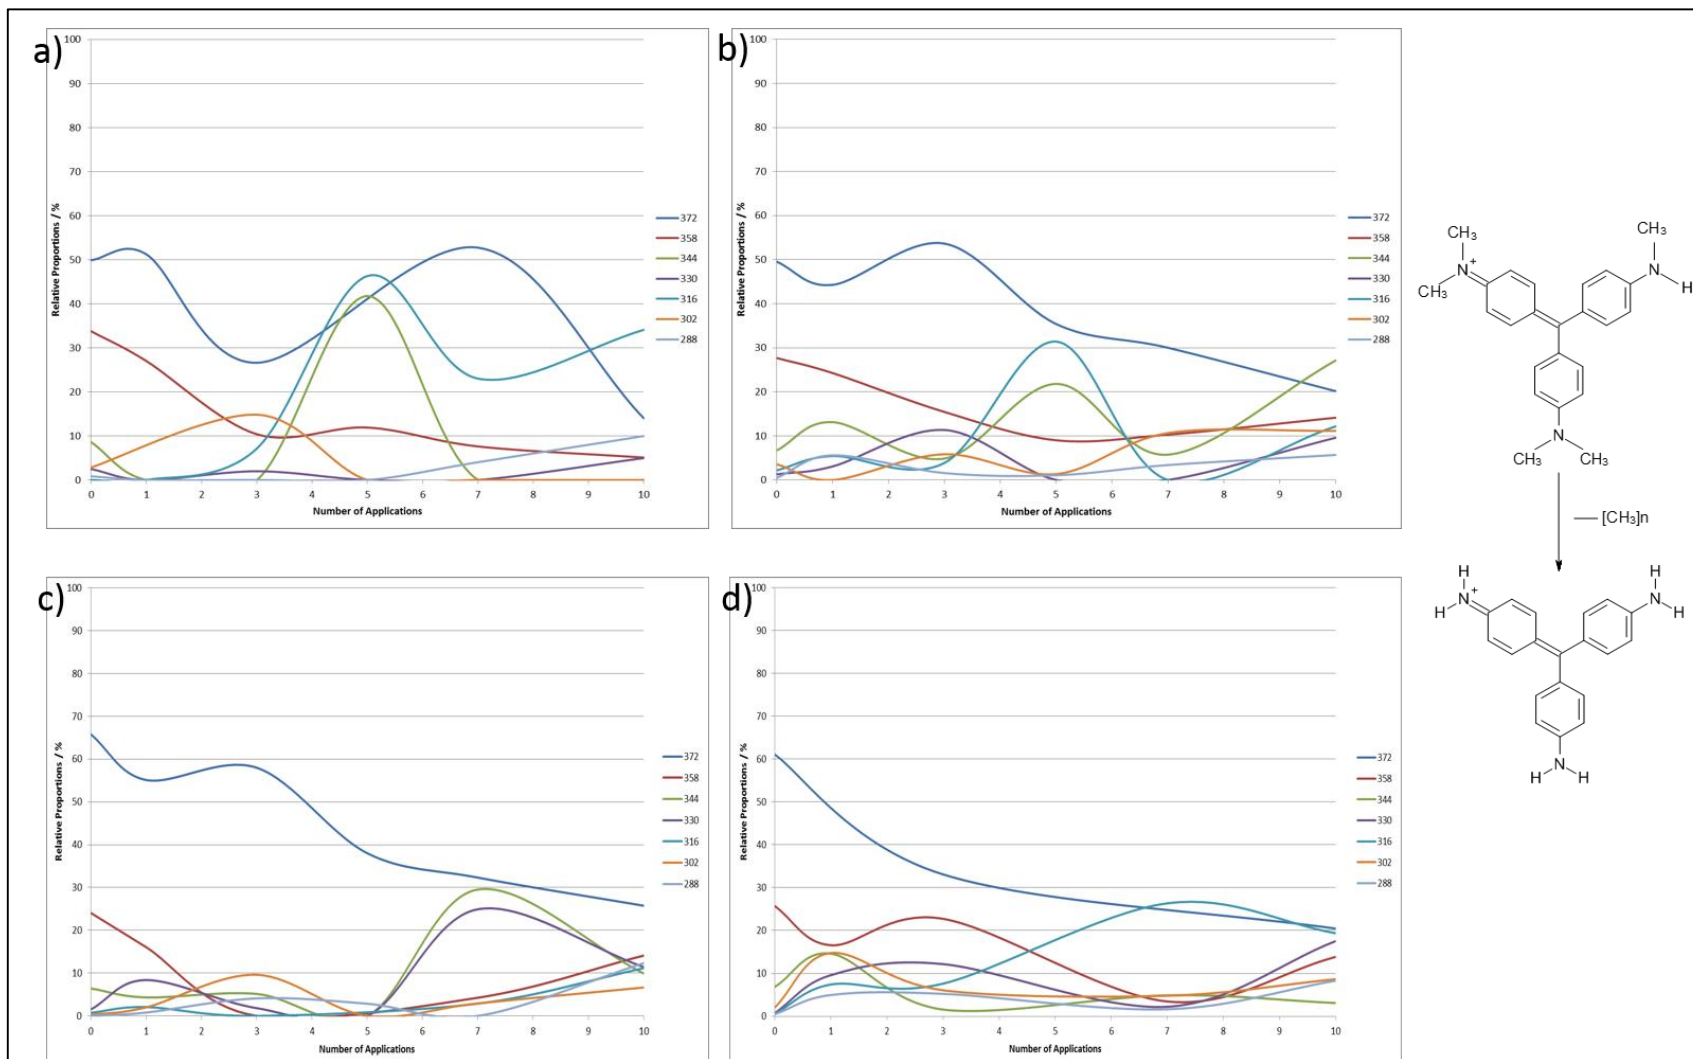 a)
100
90
80
70
60
50
40
30
20
10
0
Relative Proportions / %
0 1 2 3 4 5 6 7 8 9 10
Number of Applications
372
358
344
330
316
302
288
b)
100
90
80
70
60
50
40
30
20
10
0
Relative Proportions / %
0 1 2 3 4 5 6 7 8 9 10
Number of Applications
372
358
344
330
316
302
288
c)
100
90
80
70
60
50
40
30
20
10
0
Relative Proportions / %
0 1 2 3 4 5 6 7 8 9 10
Number of Applications
372
358
344
330
316
302
288
d)
100
90
80
70
60
50
40
30
20
10
0
Relative Proportions / %
0 1 2 3 4 5 6 7 8 9 10
Number of Applications
372
358
344
330
316
302
288
CH3 CH3
N+ N
CH3 H
N
CH3 CH3
[CH3]n
H H
N+ N
H H
N
H H